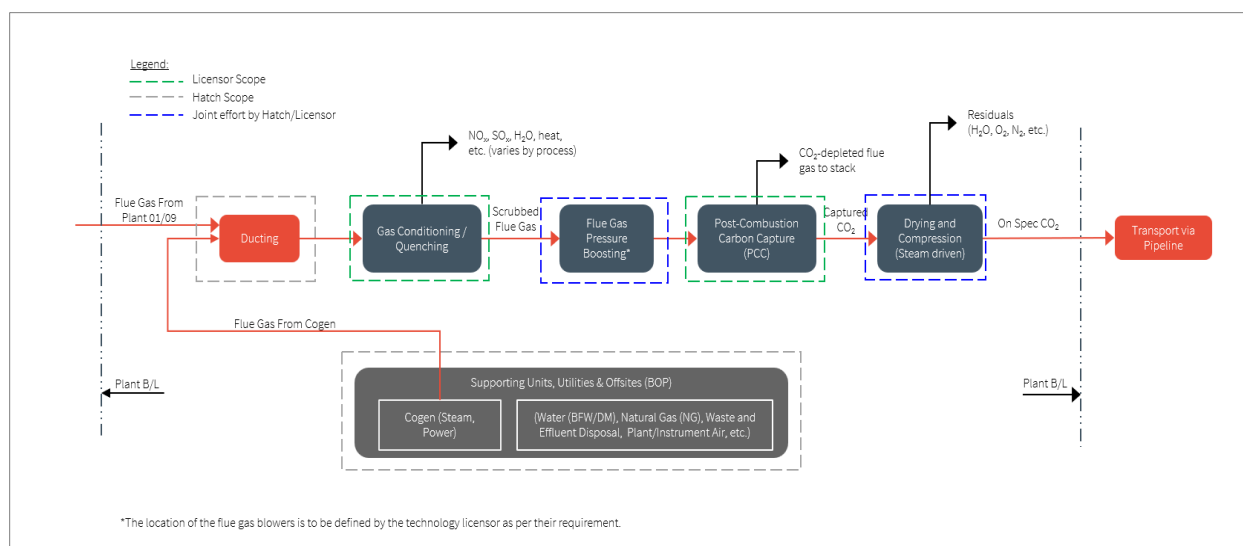 Legend:
Licensor Scope
Hatch Scope
Joint effort by Hatch/Licensor
NOₓ, SOₓ, H₂O, heat,
etc. (varies by process)
CO₂-depleted flue
gas to stack
Residuals
(H₂O, O₂, N₂, etc.)
Flue Gas From
Plant 01/09
Ducting
Gas Conditioning /
Quenching
Scrubbed
Flue Gas
Flue Gas
Pressure
Boosting*
Post-Combustion
Carbon Capture
(PCC)
Captured
CO₂
Drying and
Compression
(Steam driven)
On Spec CO₂
Transport via
Pipeline
Flue Gas From Cogen
Plant B/L
Supporting Units, Utilities & Offsites (BOP)
Cogen (Steam,
Power)
(Water (BFW/DM), Natural Gas (NG), Waste and
Effluent Disposal, Plant/Instrument Air, etc.)
Plant B/L
*The location of the flue gas blowers is to be defined by the technology licensor as per their requirement.